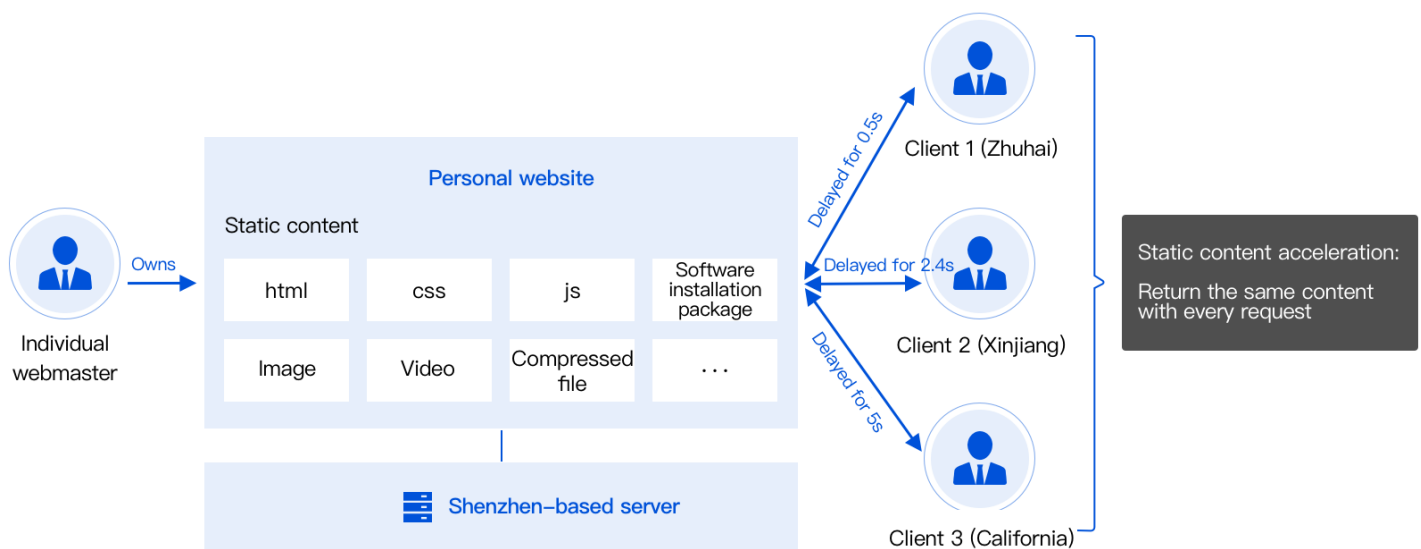 Owns
Individual
webmaster
Personal website
Static content
html
css
js
Software
installation
package
Image
Video
Compressed
file
...
Shenzhen-based server
Delayed for 0.5s
Delayed for 2.4s
Delayed for 5s
Client 1 (Zhuhai)
Client 2 (Xinjiang)
Client 3 (California)
Static content acceleration:
Return the same content
with every request